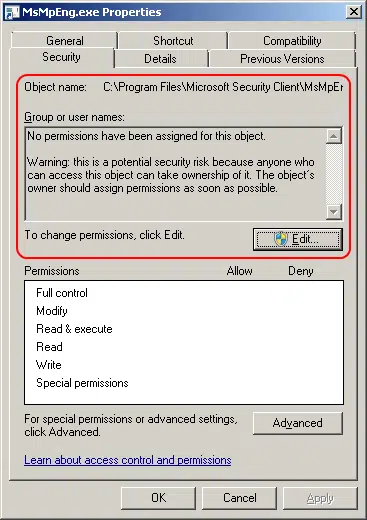 MsMpEng.exe Properties
General Shortcut Compatibility
Security Details Previous Versions
Object name: C:\Program Files\Microsoft Security Client\MsMpEr
Group or user names:
No permissions have been assigned for this object.
Warning: this is a potential security risk because anyone who
can access this object can take ownership of it. The object´s
owner should assign permissions as soon as possible.
To change permissions, click Edit.
Edit...
Permissions Allow Deny
Full control
Modify
Read & execute
Read
Write
Special permissions
For special permissions or advanced settings,
click Advanced.
Advanced
Learn about access control and permissions
OK Cancel Apply